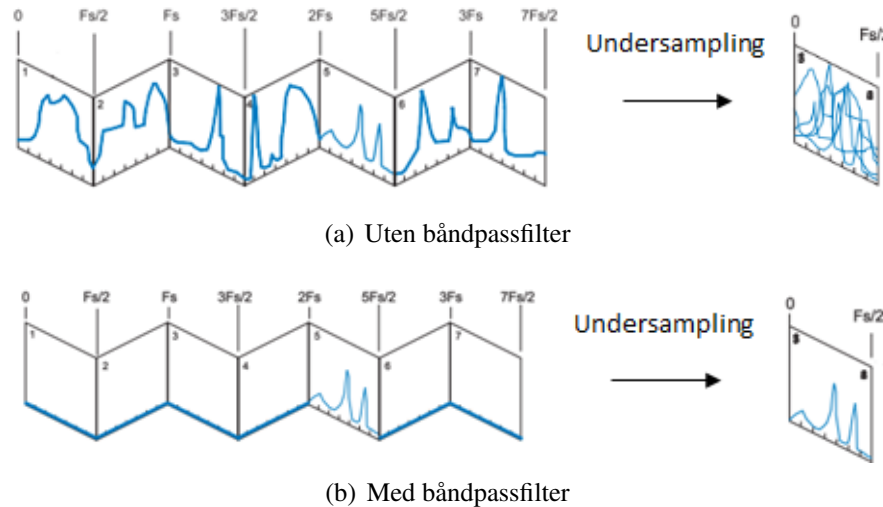 0 Fs/2 Fs 3Fs/2 2Fs 5Fs/2 3Fs 7Fs/2
Undersampling
0
Fs/2
1 2 3 4 5 6 7
(a) Uten båndpassfilter
0 Fs/2 Fs 3Fs/2 2Fs 5Fs/2 3Fs 7Fs/2
Undersampling
0
Fs/2
1 2 3 4 5 6 7
(b) Med båndpassfilter